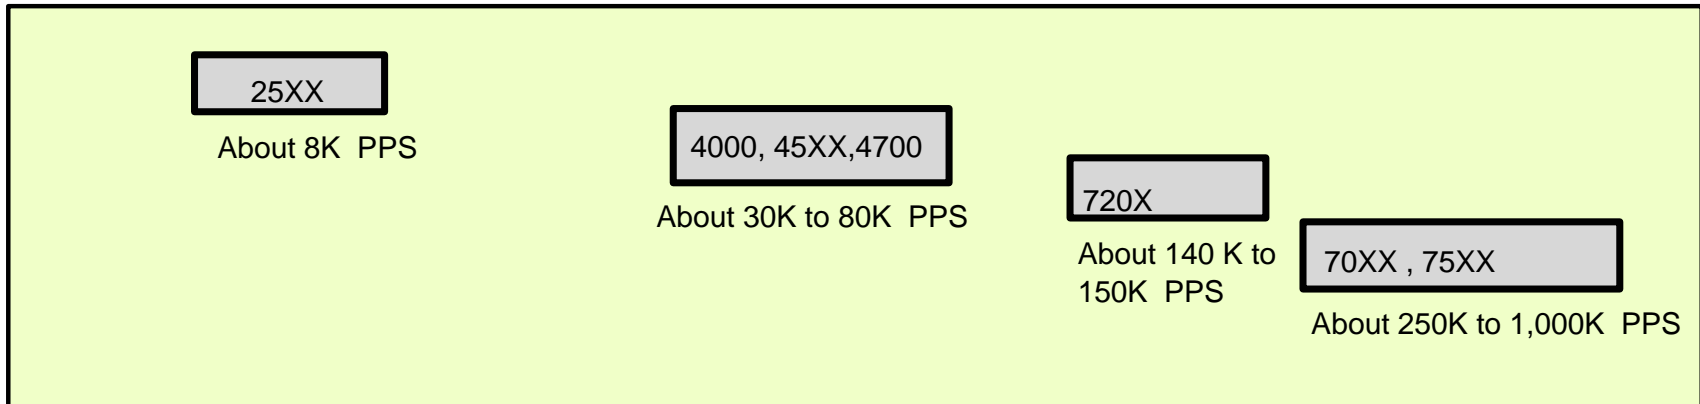 25XX
About 8K  PPS
4000, 45XX,4700
About 30K to 80K  PPS
720X
About 140 K to
150K  PPS
70XX , 75XX
About 250K to 1,000K  PPS